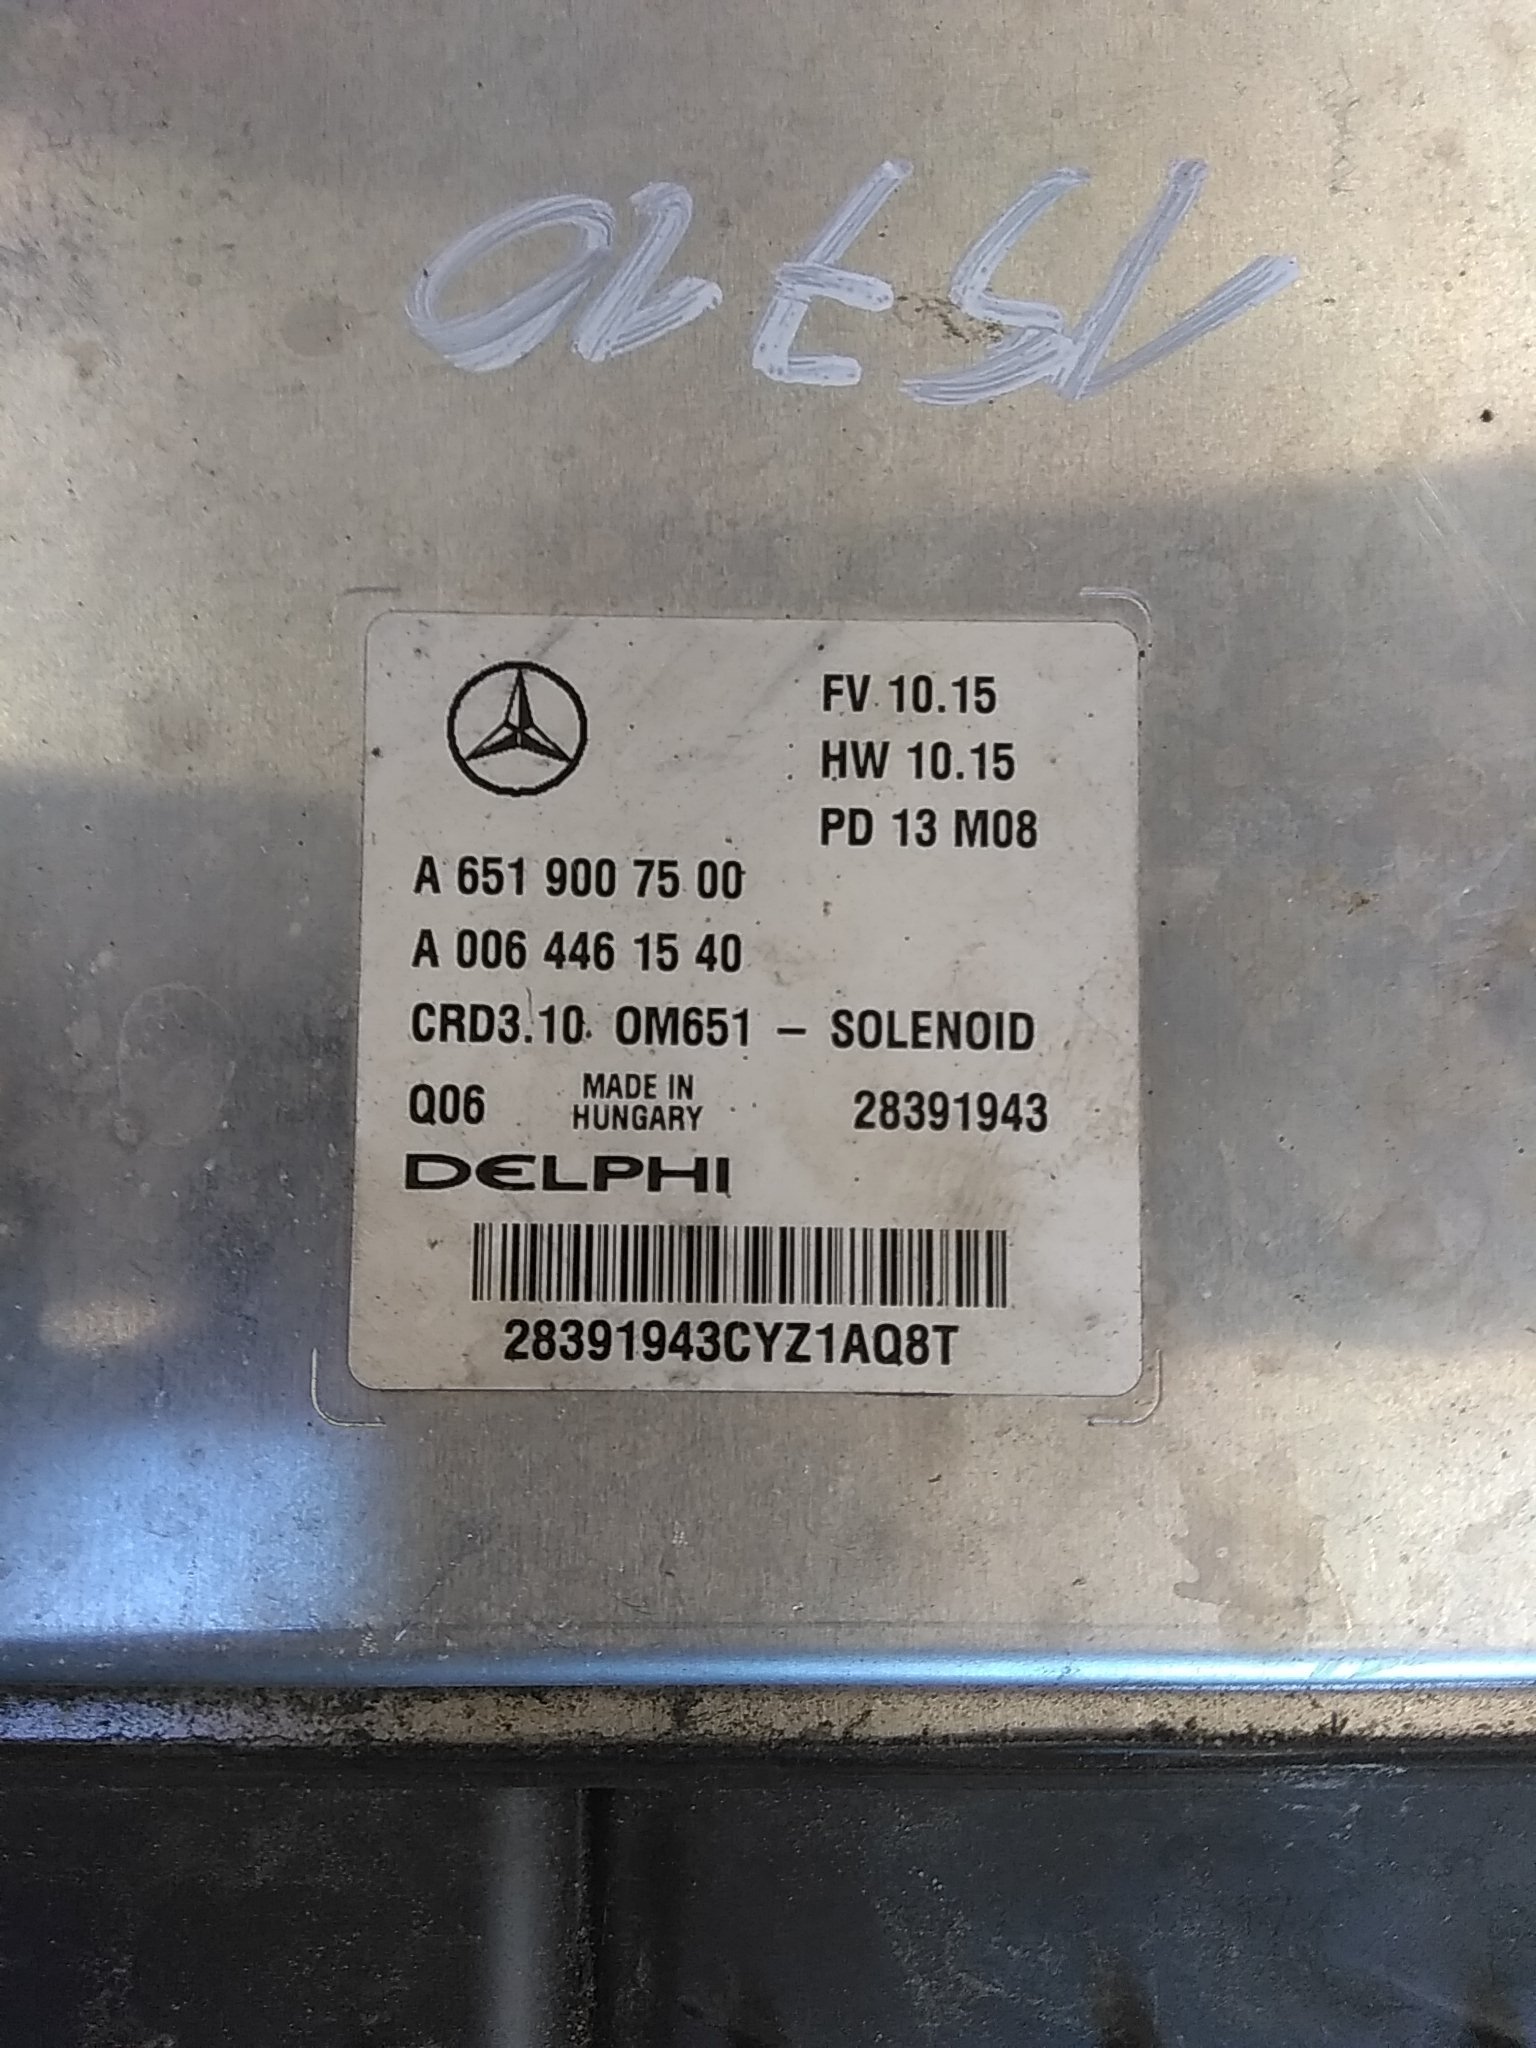 15710
FV 10.15
HW 10.15
PD 13 M08
A 651 900 75 00
A 006 446 15 40
CRD3.10 OM651 – SOLENOID
Q06 MADE IN HUNGARY 28391943
DELPHI
28391943CYZ1AQ8T